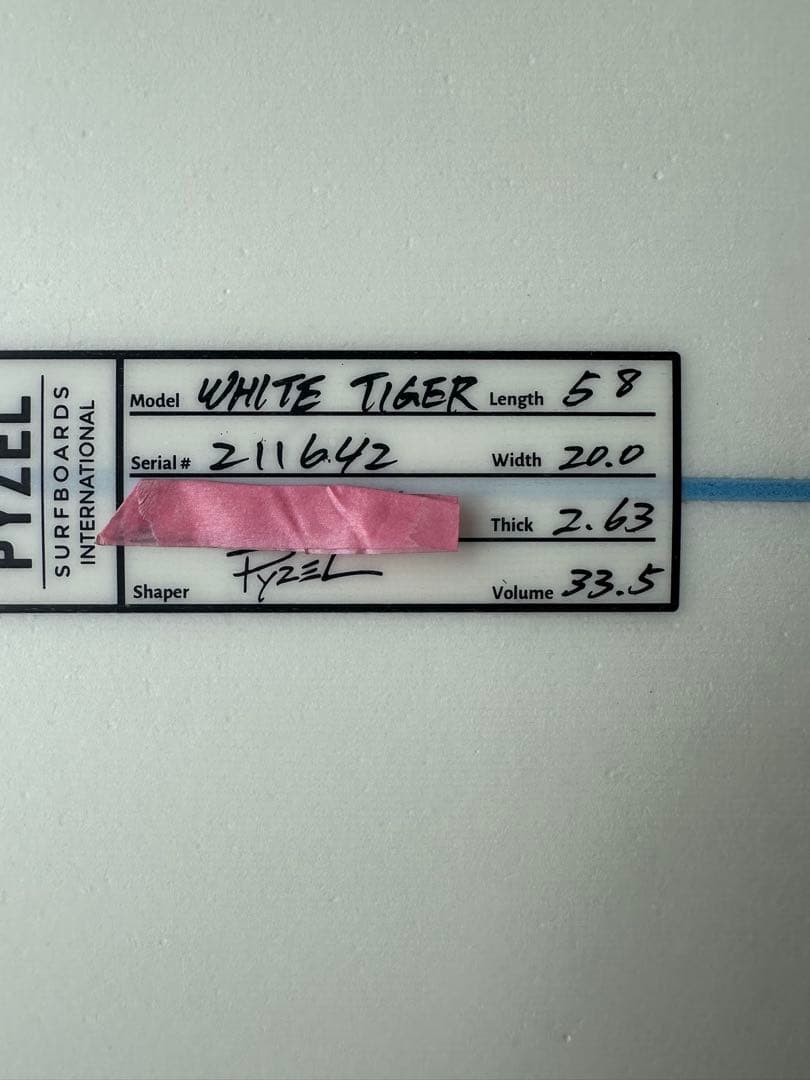 PYZEL
SURFBOARDS
INTERNATIONAL
Model WHITE TIGER Length 5 8
Serial # 211642 Width 20.0
Thick 2.63
Shaper PYZEL Volume 33.5